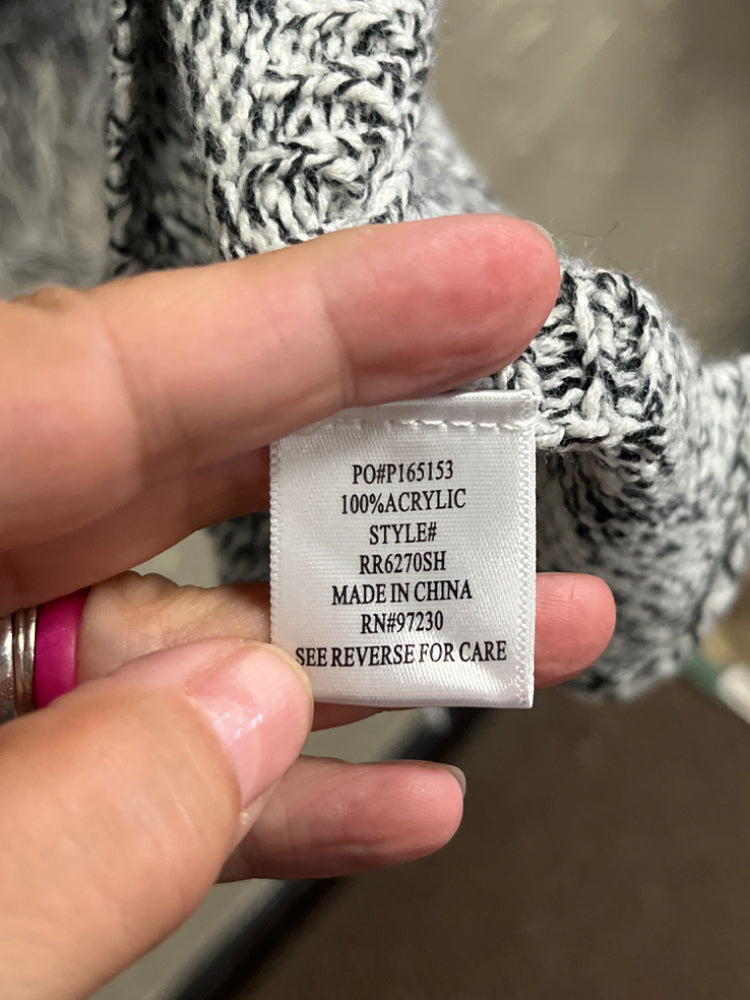 PO#P165153
100%ACRYLIC
STYLE#
RR6270SH
MADE IN CHINA
RN#97230
SEE REVERSE FOR CARE